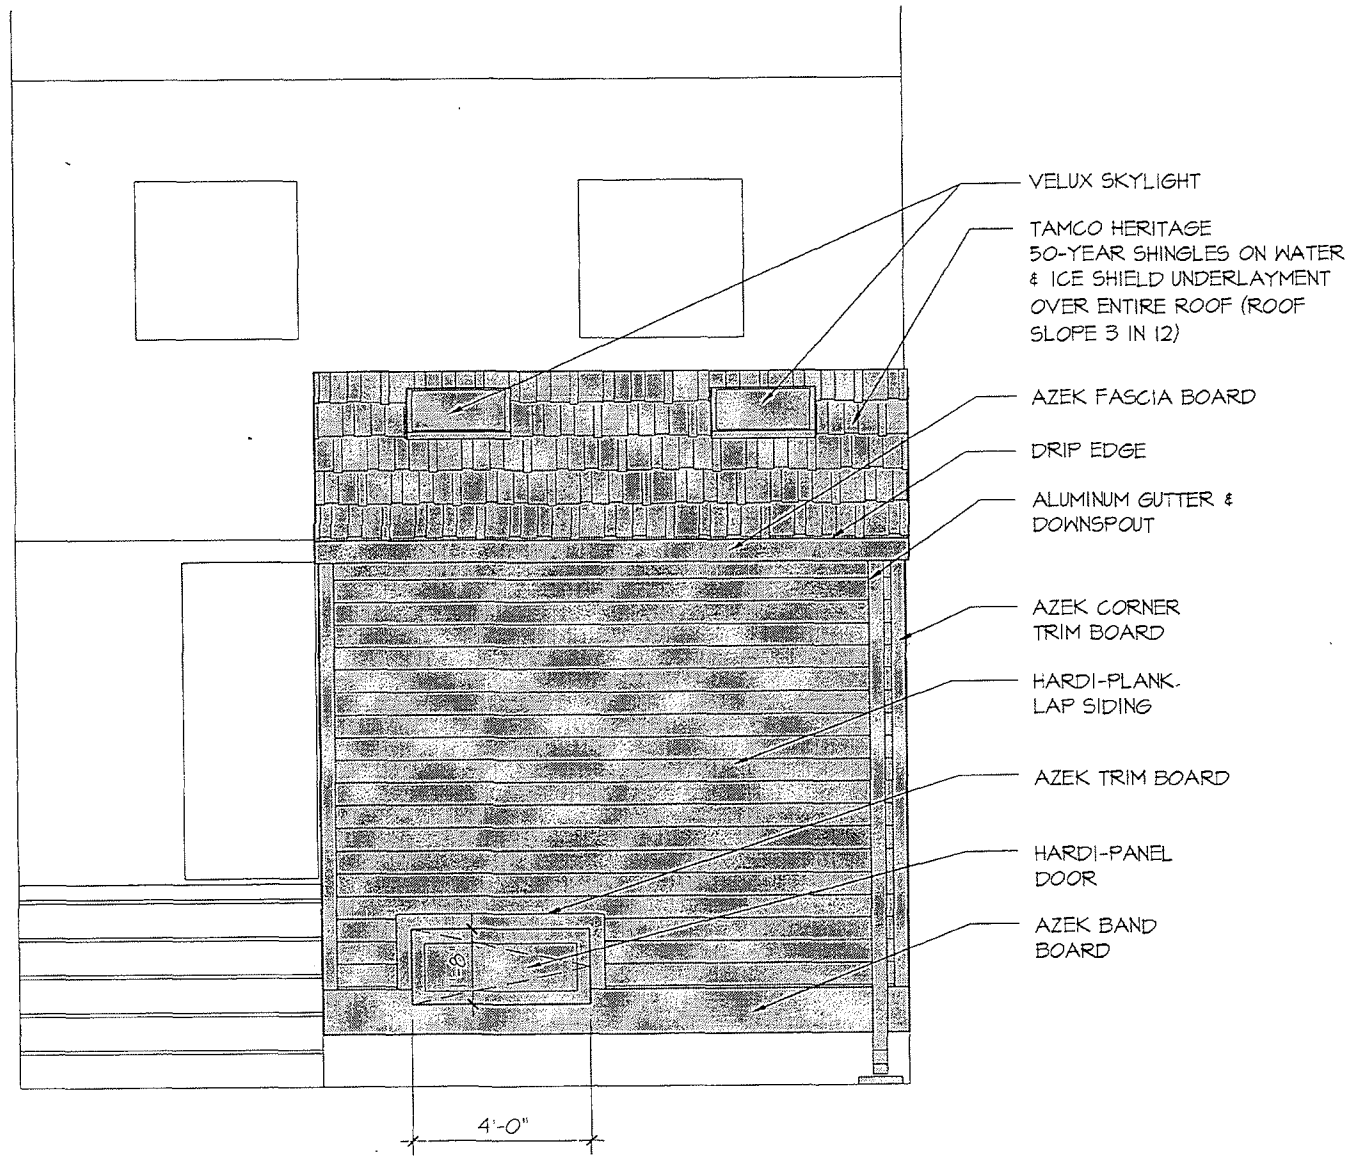 VELUX SKYLIGHT
TAMCO HERITAGE
50-YEAR SHINGLES ON WATER
& ICE SHIELD UNDERLAYMENT
OVER ENTIRE ROOF (ROOF
SLOPE 3 IN 12)
AZEK FASCIA BOARD
DRIP EDGE
ALUMINUM GUTTER &
DOWNSPOUT
AZEK CORNER
TRIM BOARD
HARDI-PLANK
LAP SIDING
AZEK TRIM BOARD
HARDI-PANEL
DOOR
AZEK BAND
BOARD
4'-0"